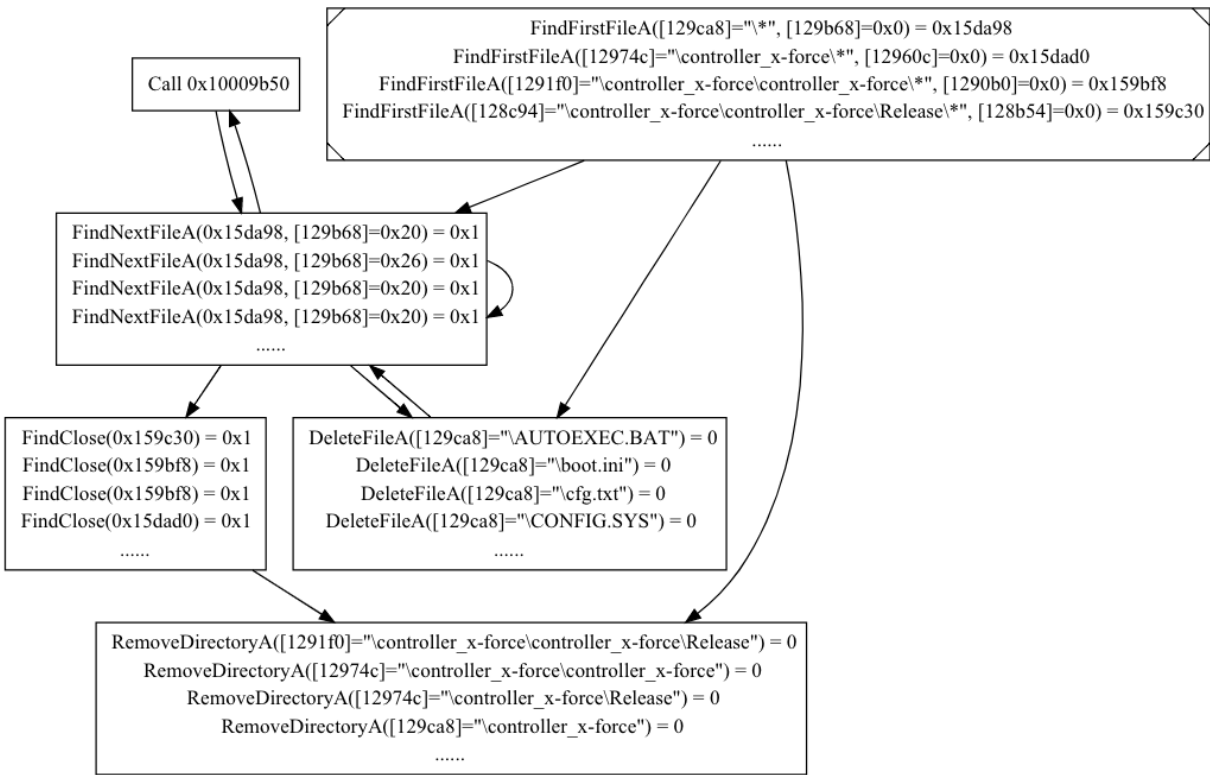 FindFirstFileA([129ca8]="\*", [129b68]=0x0) = 0x15da98
FindFirstFileA([12974c]="\controller_x-force\*", [12960c]=0x0) = 0x15dad0
FindFirstFileA([1291f0]="\controller_x-force\controller_x-force\*", [1290b0]=0x0) = 0x159bf8
FindFirstFileA([128c94]="\controller_x-force\controller_x-force\Release\*", [128b54]=0x0) = 0x159c30
......
Call 0x10009b50
FindNextFileA(0x15da98, [129b68]=0x20) = 0x1
FindNextFileA(0x15da98, [129b68]=0x26) = 0x1
FindNextFileA(0x15da98, [129b68]=0x20) = 0x1
FindNextFileA(0x15da98, [129b68]=0x20) = 0x1
......
FindClose(0x159c30) = 0x1
FindClose(0x159bf8) = 0x1
FindClose(0x159bf8) = 0x1
FindClose(0x15dad0) = 0x1
......
DeleteFileA([129ca8]="\AUTOEXEC.BAT") = 0
DeleteFileA([129ca8]="\boot.ini") = 0
DeleteFileA([129ca8]="\cfg.txt") = 0
DeleteFileA([129ca8]="\CONFIG.SYS") = 0
......
RemoveDirectoryA([1291f0]="\controller_x-force\controller_x-force\Release") = 0
RemoveDirectoryA([12974c]="\controller_x-force\controller_x-force") = 0
RemoveDirectoryA([12974c]="\controller_x-force\Release") = 0
RemoveDirectoryA([129ca8]="\controller_x-force") = 0
......